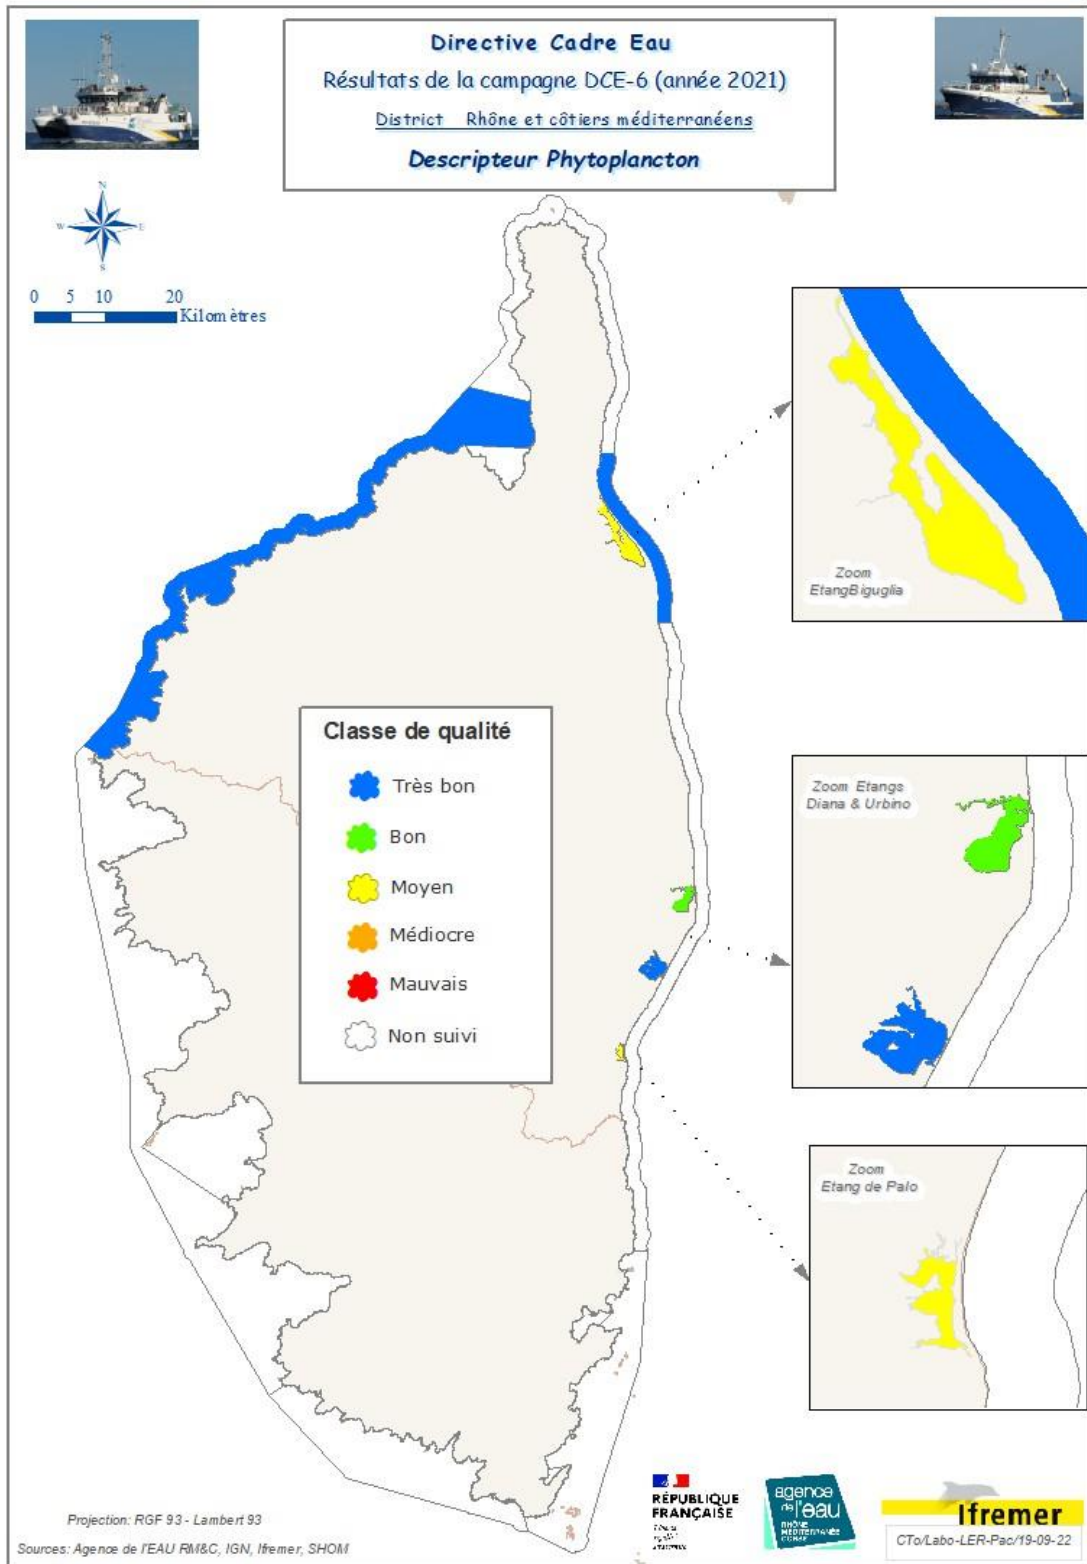 Directive Cadre Eau
Résultats de la campagne DCE-6 (année 2021)
District Rhône et côtiers méditerranéens
Descripteur Phytoplancton
N
W E
S
0 5 10 20
Kilomètres
Zoom
EtangBiguglia
Classe de qualité
Très bon
Bon
Moyen
Médiocre
Mauvais
Non suivi
Zoom Etangs
Diana & Urbino
Zoom
Etang de Palo
Projection: RGF 93 - Lambert 93
Sources: Agence de l'EAU RM&C, IGN, Ifremer, SHOM
RÉPUBLIQUE
FRANÇAISE
agence
de l'eau
RHÔNE
MÉDITERRANÉE
CORSE
Ifremer
CTo/Labo-LER-Pac/19-09-22